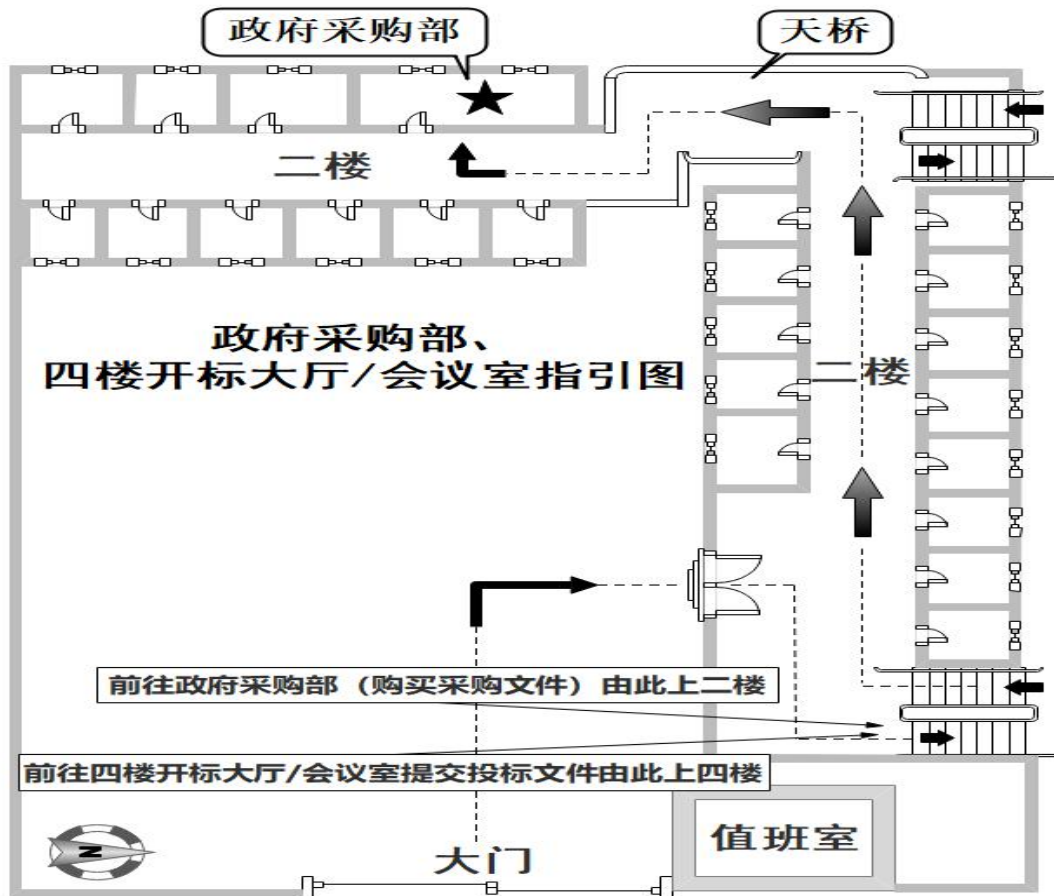 政府采购部
天桥
二楼
政府采购部、
四楼开标大厅/会议室指引图
二楼
前往政府采购部（购买采购文件）由此上二楼
前往四楼开标大厅/会议室提交投标文件由此上四楼
值班室
大门
N